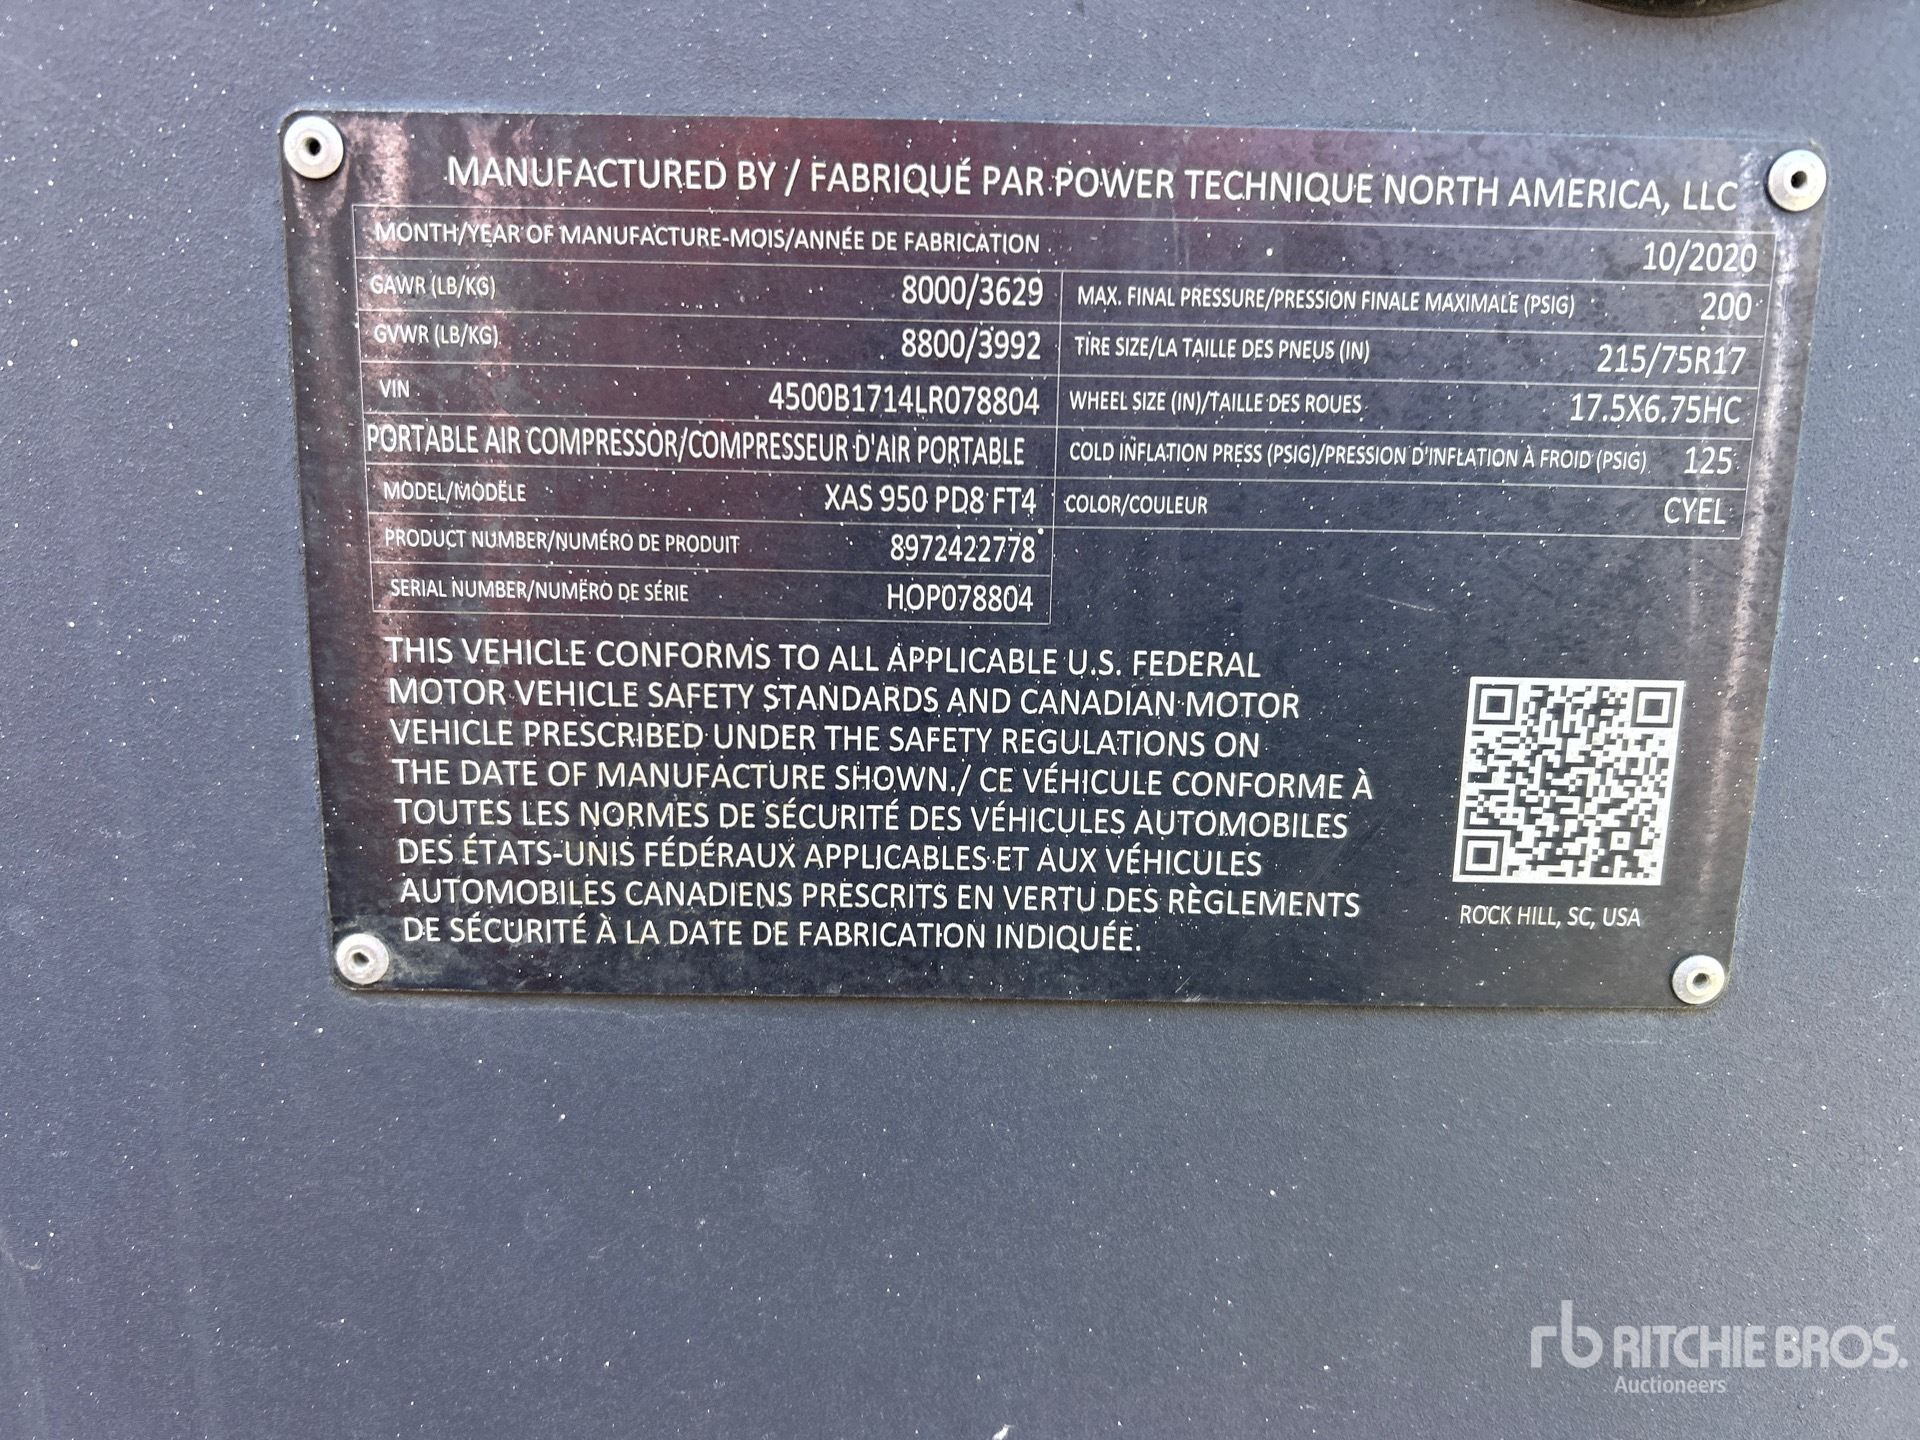 MANUFACTURED BY / FABRIQUÉ PAR POWER TECHNIQUE NORTH AMERICA, LLC
MONTH/YEAR OF MANUFACTURE-MOIS/ANNÉE DE FABRICATION 10/2020
GAWR (LB/KG) 8000/3629 MAX. FINAL PRESSURE/PRESSION FINALE MAXIMALE (PSIG) 200
GVWR (LB/KG) 8800/3992 TIRE SIZE/LA TAILLE DES PNEUS (IN) 215/75R17
VIN 4500B1714LR078804 WHEEL SIZE (IN)/TAILLE DES ROUES 17.5X6.75HC
PORTABLE AIR COMPRESSOR/COMPRESSEUR D'AIR PORTABLE COLD INFLATION PRESS (PSIG)/PRESSION D'INFLATION À FROID (PSIG) 125
MODEL/MODÈLE XAS 950 PD8 FT4 COLOR/COULEUR CYEL
PRODUCT NUMBER/NUMÉRO DE PRODUIT 8972422778
SERIAL NUMBER/NUMÉRO DE SÉRIE HOP078804
THIS VEHICLE CONFORMS TO ALL APPLICABLE U.S. FEDERAL
MOTOR VEHICLE SAFETY STANDARDS AND CANADIAN MOTOR
VEHICLE PRESCRIBED UNDER THE SAFETY REGULATIONS ON
THE DATE OF MANUFACTURE SHOWN./ CE VÉHICULE CONFORME À
TOUTES LES NORMES DE SÉCURITÉ DES VÉHICULES AUTOMOBILES
DES ÉTATS-UNIS FÉDÉRAUX APPLICABLES ET AUX VÉHICULES
AUTOMOBILES CANADIENS PRESCRITS EN VERTU DES RÈGLEMENTS
DE SÉCURITÉ À LA DATE DE FABRICATION INDIQUÉE.
ROCK HILL, SC, USA
rb RITCHIE BROS.
Auctioneers